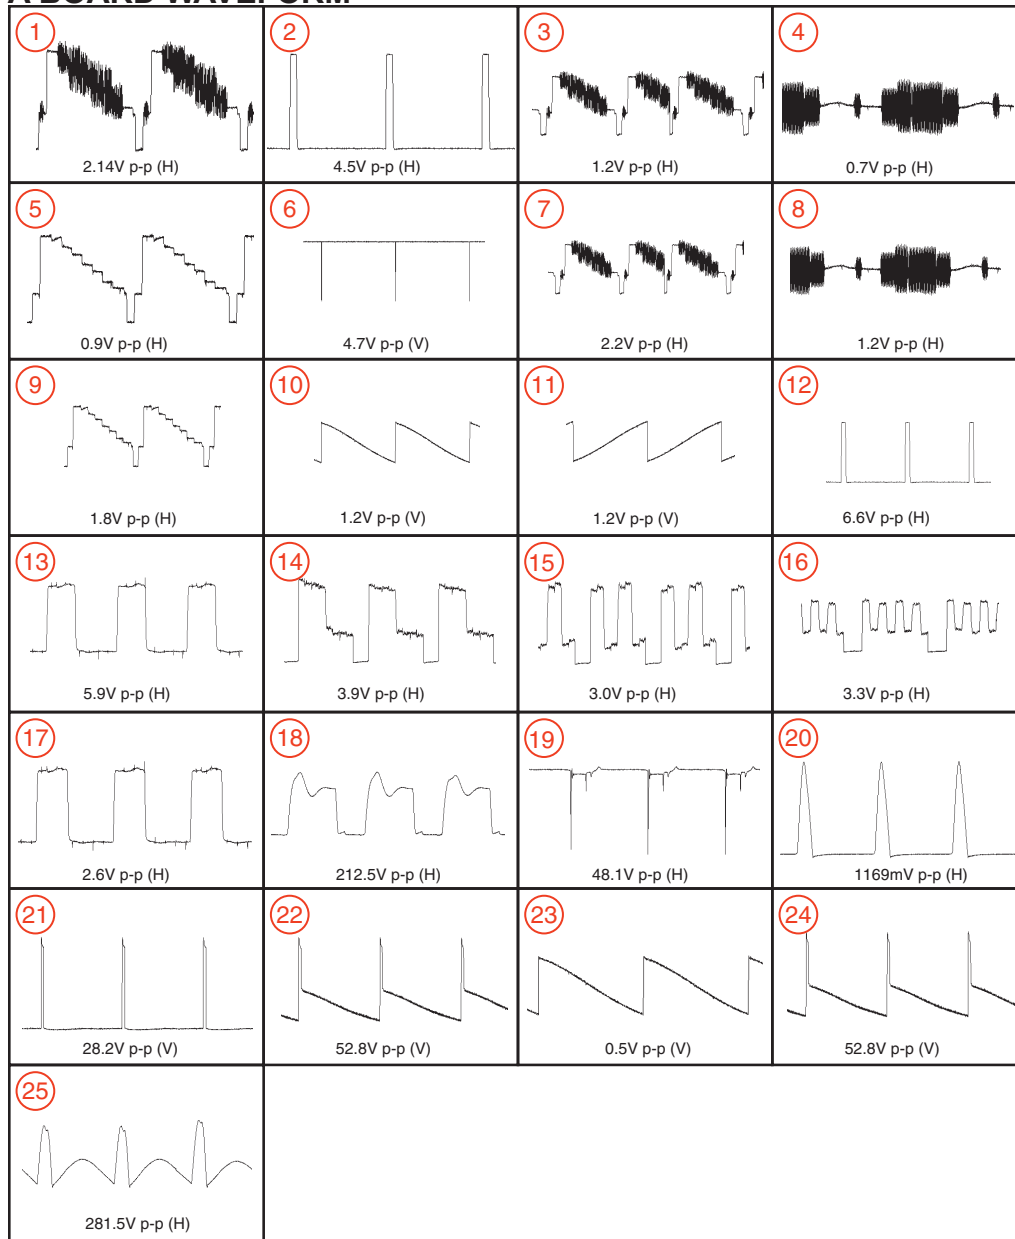 A BOARD WAVEFORM
1 2 3 4
2.14V p-p (H) 4.5V p-p (H) 1.2V p-p (H) 0.7V p-p (H)
5 6 7 8
0.9V p-p (H) 4.7V p-p (V) 2.2V p-p (H) 1.2V p-p (H)
9 10 11 12
1.8V p-p (H) 1.2V p-p (V) 1.2V p-p (V) 6.6V p-p (H)
13 14 15 16
5.9V p-p (H) 3.9V p-p (H) 3.0V p-p (H) 3.3V p-p (H)
17 18 19 20
2.6V p-p (H) 212.5V p-p (H) 48.1V p-p (H) 1169mV p-p (H)
21 22 23 24
28.2V p-p (V) 52.8V p-p (V) 0.5V p-p (V) 52.8V p-p (V)
25
281.5V p-p (H)